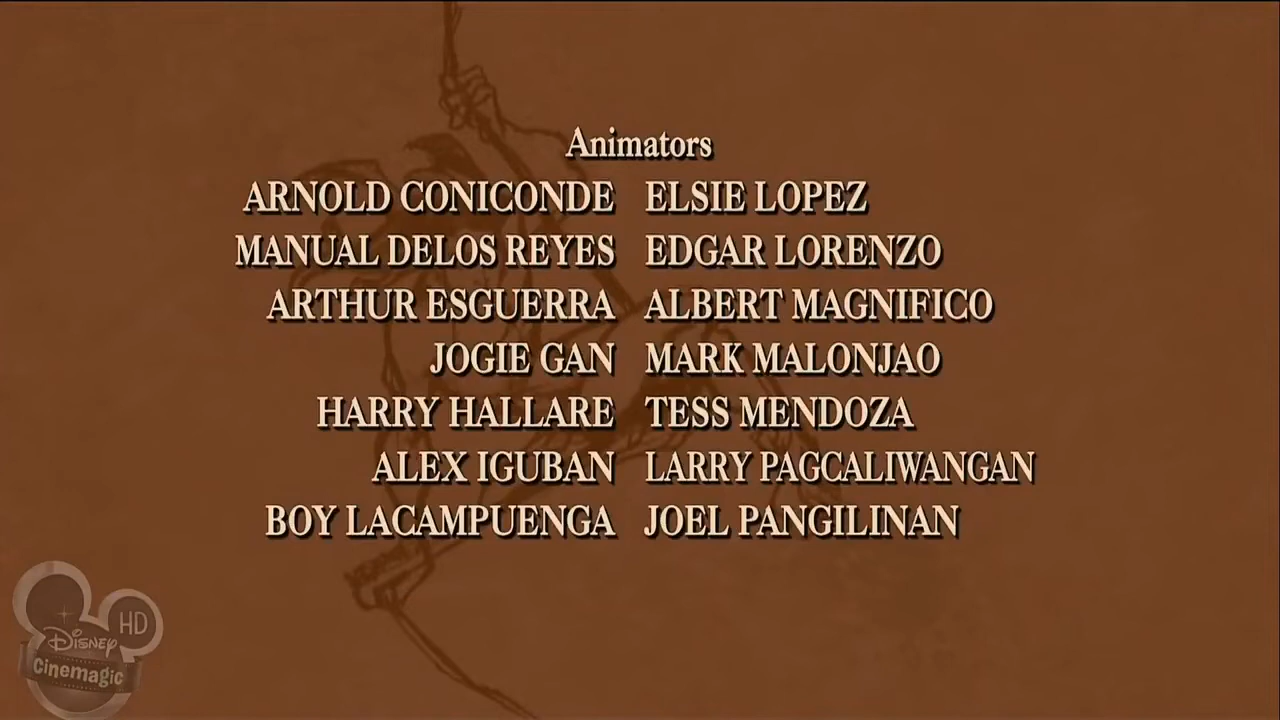 Animators
ARNOLD CONICONDE ELSIE LOPEZ
MANUAL DELOS REYES EDGAR LORENZO
ARTHUR ESGUERRA ALBERT MAGNIFICO
JOGIE GAN MARK MALONJAO
HARRY HALLARE TESS MENDOZA
ALEX IGUBAN LARRY PAGCALIWANGAN
BOY LACAMPUENGA JOEL PANGILINAN
HD
Disney
Cinemagic